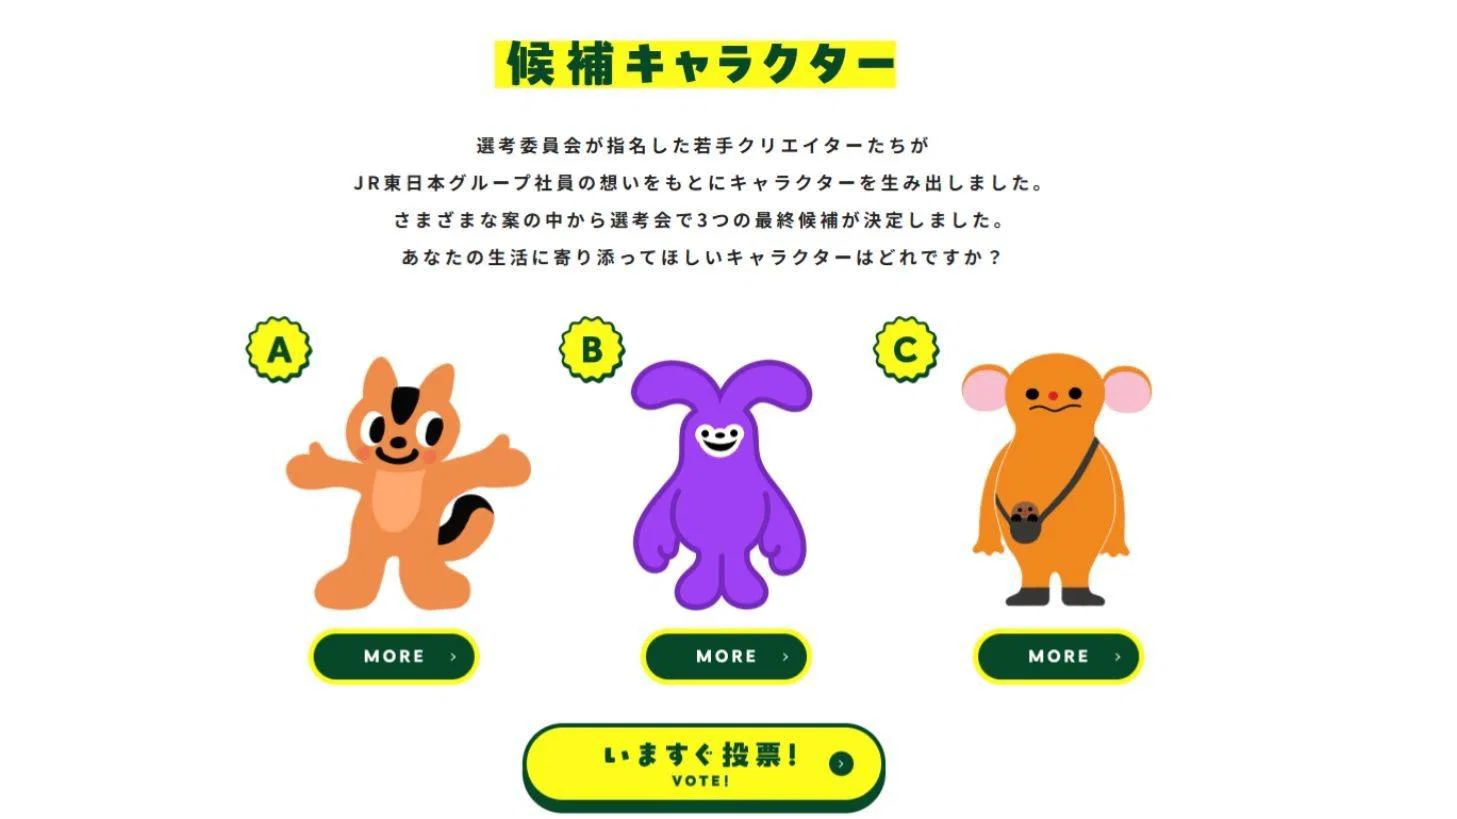 候補キャラクター
選考委員会が指名した若手クリエイターたちが
JR東日本グループ社員の想いをもとにキャラクターを生み出しました。
さまざまな案の中から選考会で3つの最終候補が決定しました。
あなたの生活に寄り添ってほしいキャラクターはどれですか？
A
B
C
MORE
MORE
MORE
いますぐ投票!
VOTE!